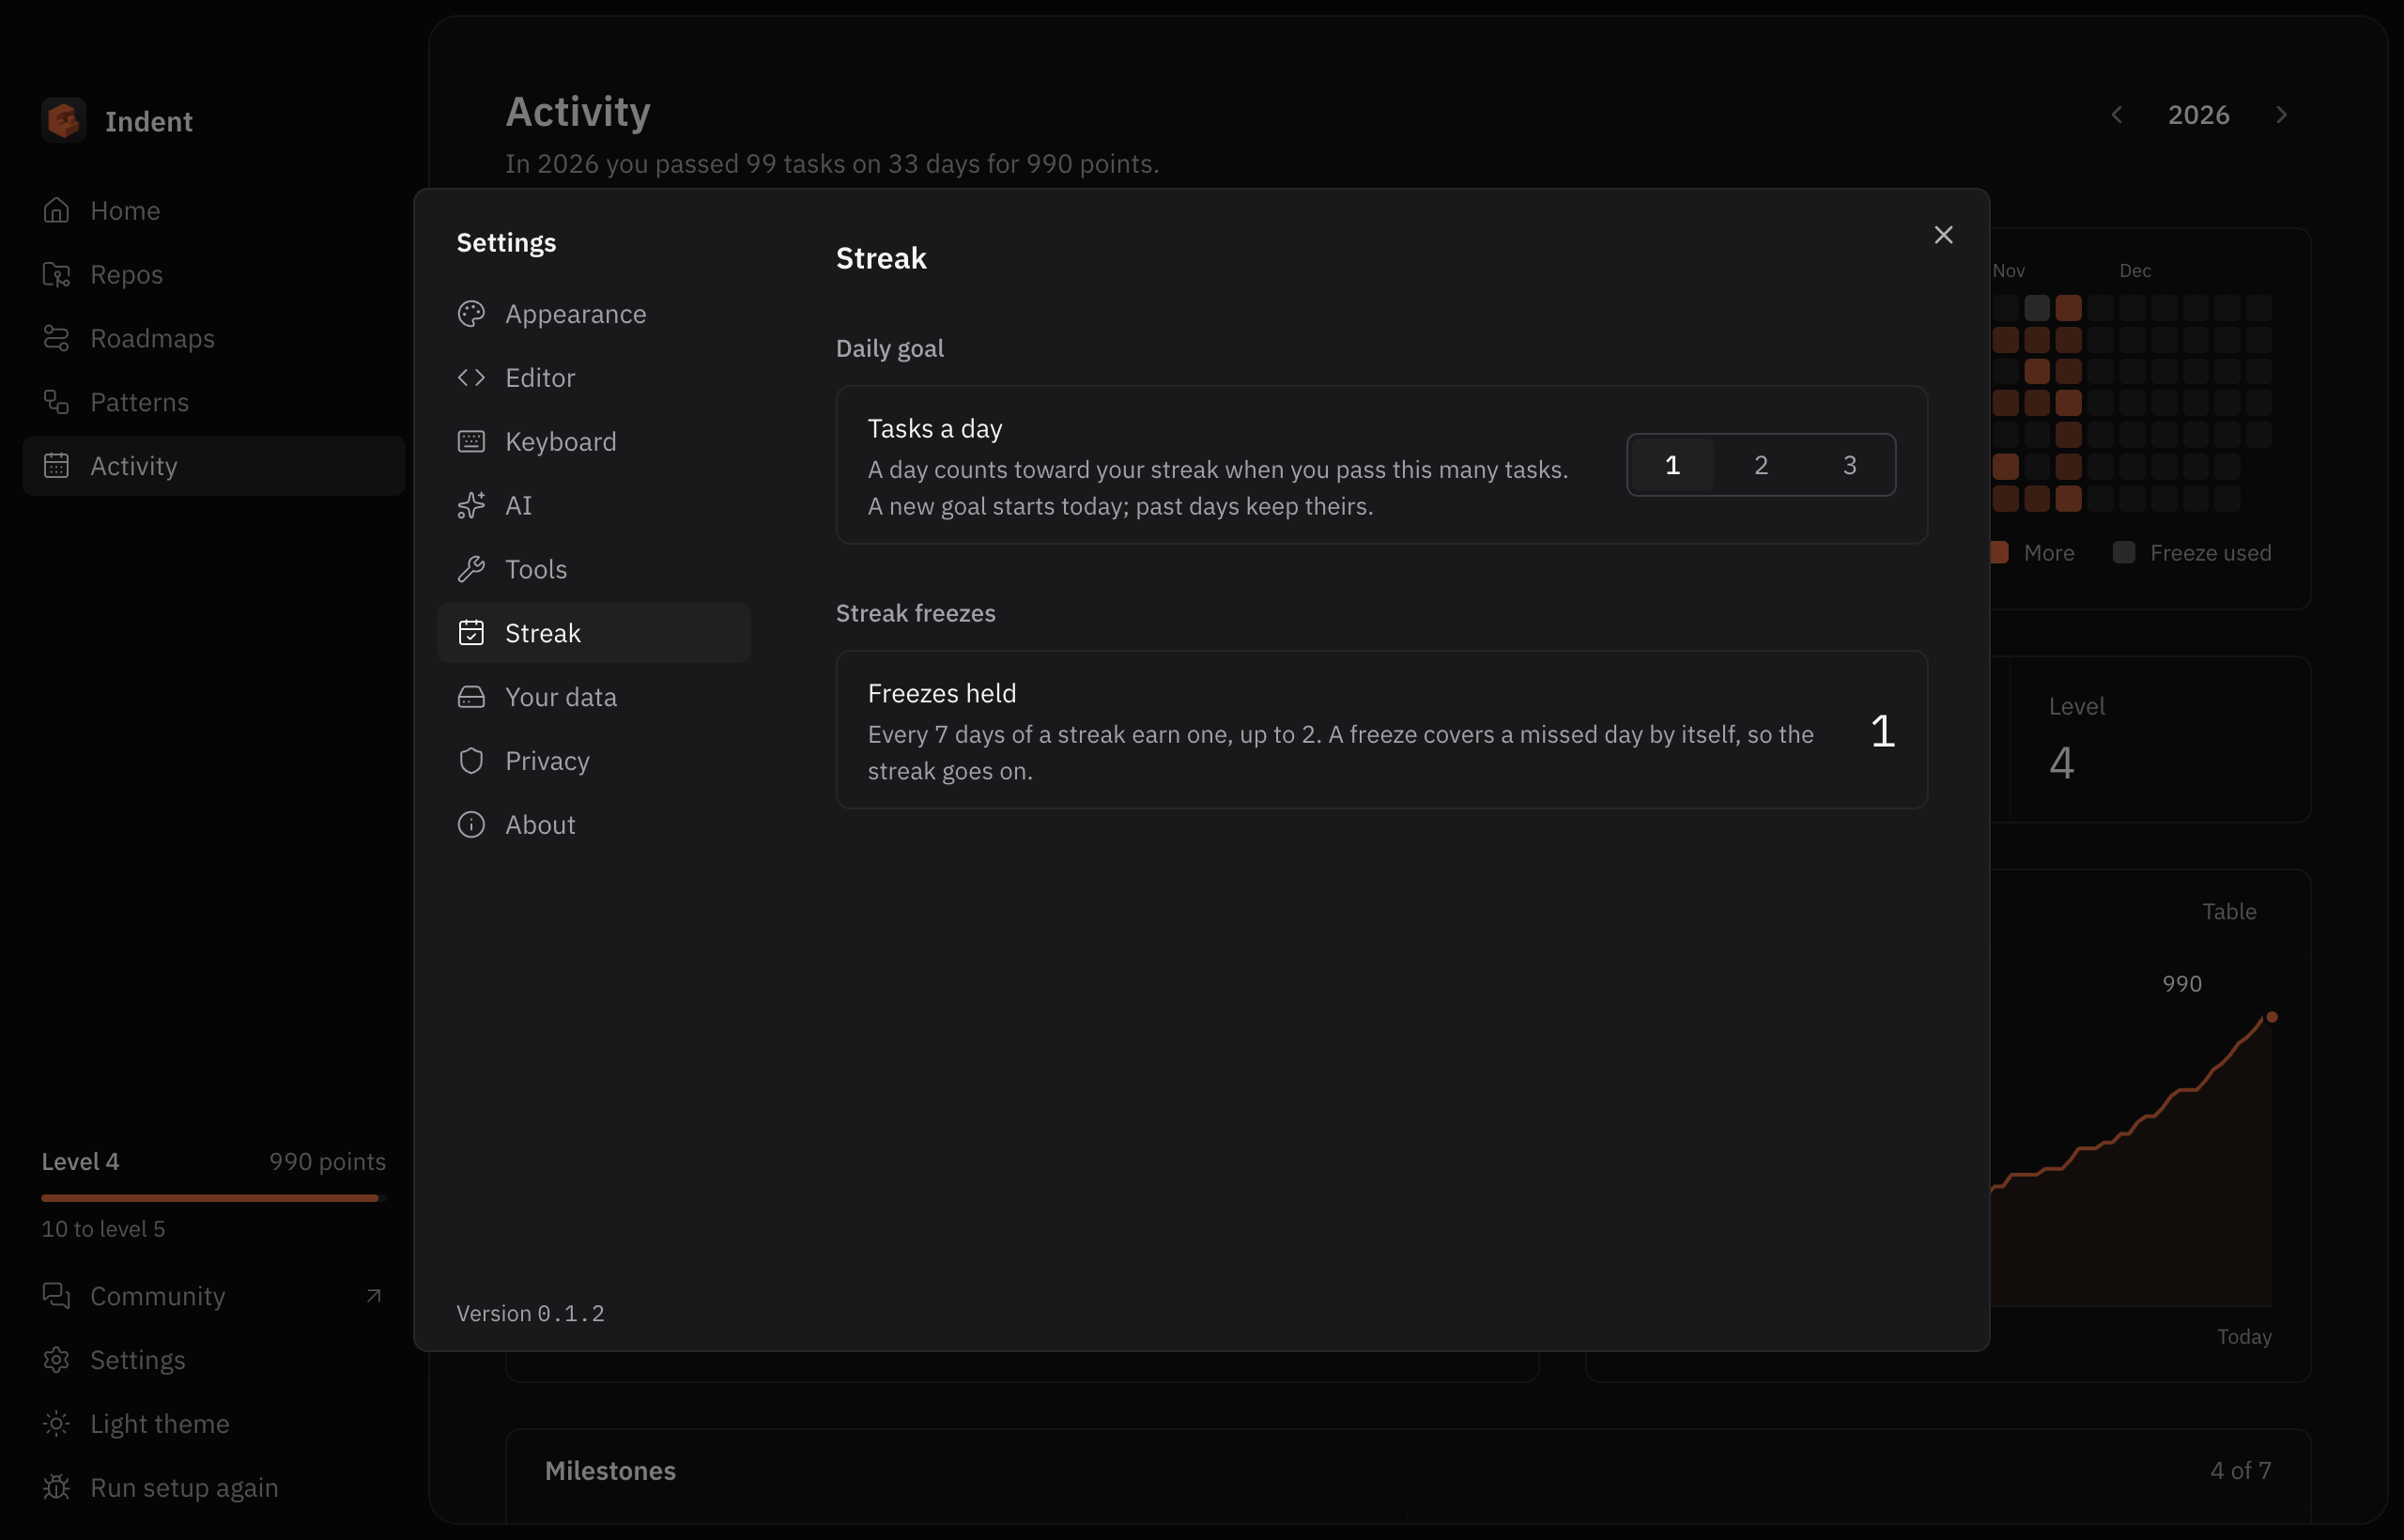 Indent
Home
Repos
Roadmaps
Patterns
Activity
Level 4
990 points
10 to level 5
Community
Settings
Light theme
Run setup again
Activity
In 2026 you passed 99 tasks on 33 days for 990 points.
2026
Settings
Appearance
Editor
Keyboard
AI
Tools
Streak
Your data
Privacy
About
Version 0.1.2
Streak
Daily goal
Tasks a day
A day counts toward your streak when you pass this many tasks.
A new goal starts today; past days keep theirs.
1 2 3
Streak freezes
Freezes held
Every 7 days of a streak earn one, up to 2. A freeze covers a missed day by itself, so the
streak goes on.
1
Nov Dec
More Freeze used
Level
4
Table
990
Today
Milestones
4 of 7